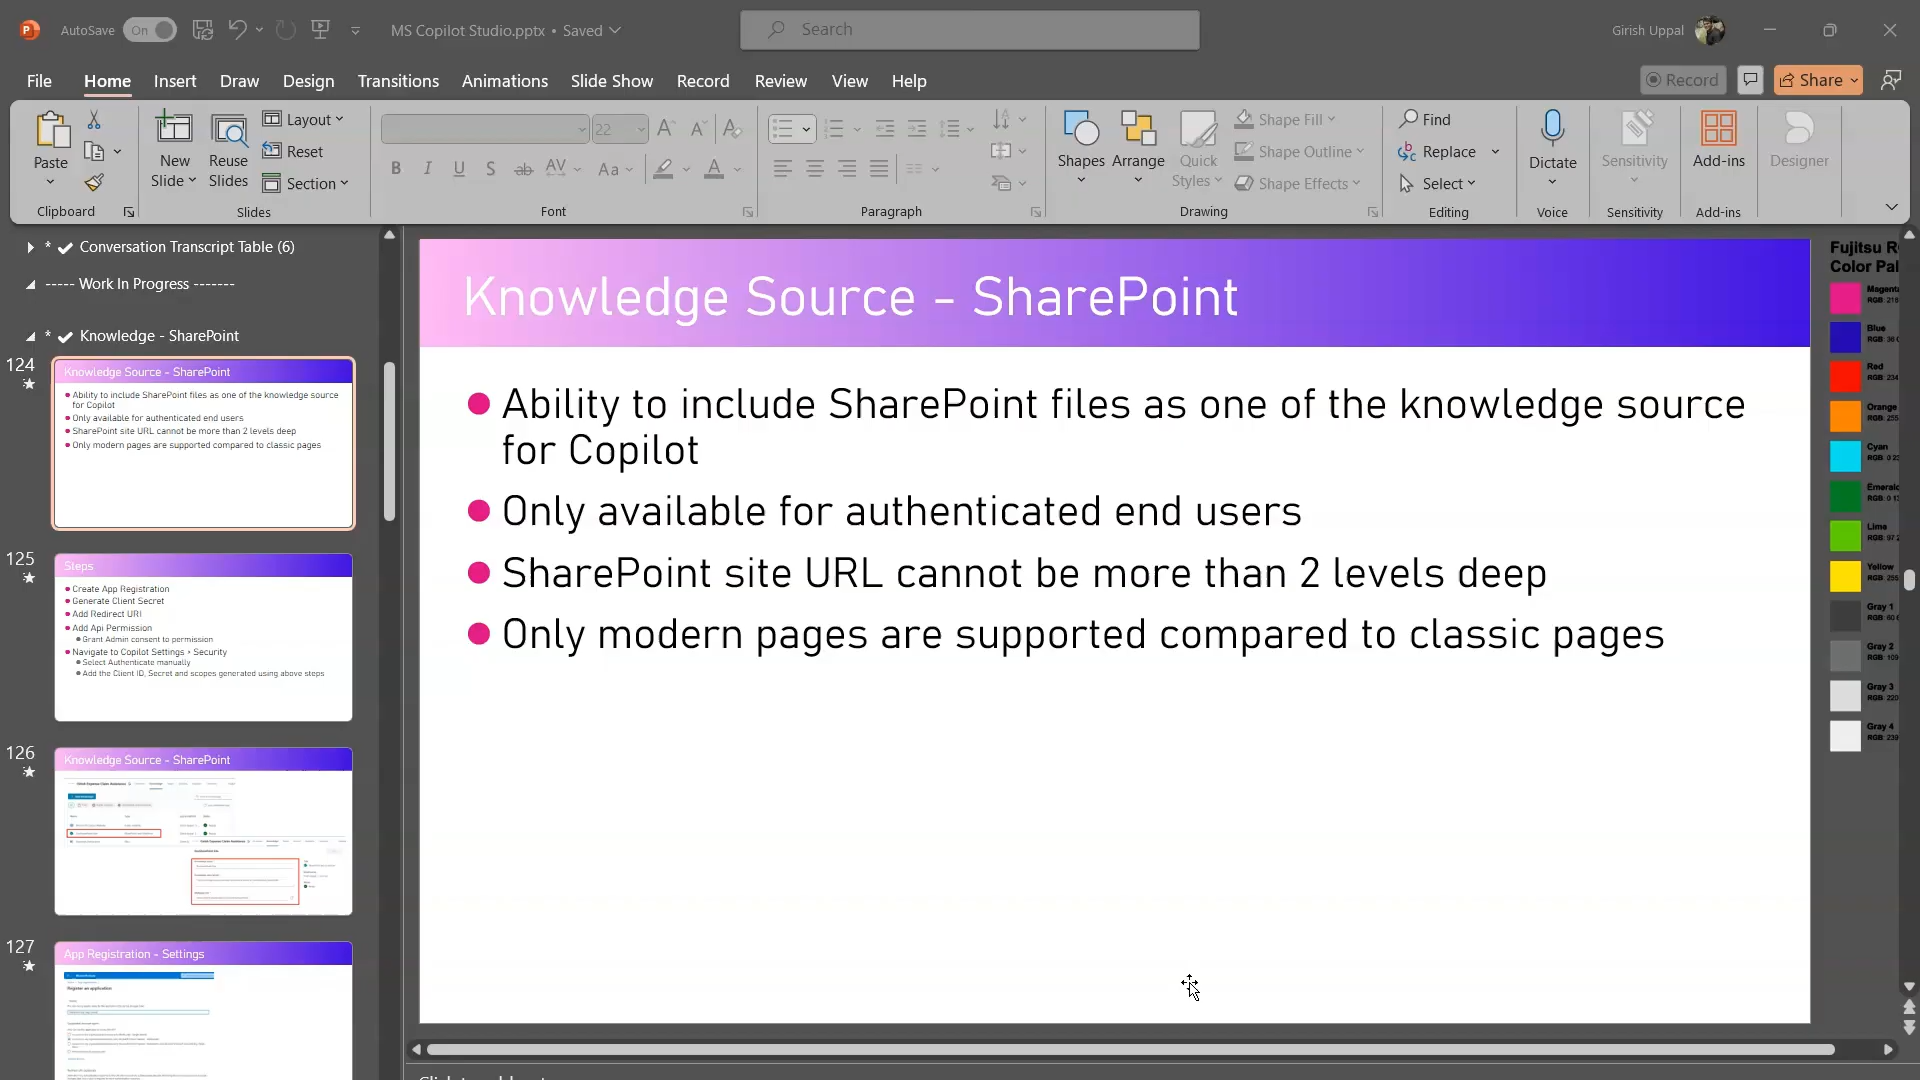 AutoSave On MS Copilot Studio.pptx • Saved Search Girish Uppal
File Home Insert Draw Design Transitions Animations Slide Show Record Review View Help Record Share
Paste
New Slide
Reuse Slides
Layout
Reset
Section
22
Shapes
Arrange
Quick Styles
Shape Fill
Shape Outline
Shape Effects
Find
Replace
Select
Dictate
Sensitivity
Add-ins
Designer
Clipboard Slides Font Paragraph Drawing Editing Voice Sensitivity Add-ins
* ✔ Conversation Transcript Table (6)
----- Work In Progress -------
* ✔ Knowledge - SharePoint
124
Knowledge Source - SharePoint
Ability to include SharePoint files as one of the knowledge source
for Copilot
Only available for authenticated end users
SharePoint site URL cannot be more than 2 levels deep
Only modern pages are supported compared to classic pages
125
Steps
Create App Registration
Generate Client Secret
Add Redirect URI
Add Api Permission
Grant Admin consent to permission
Navigate to Copilot Settings > Security
Select Authenticate manually
Add the Client ID, Secret and scopes generated using above steps
126
Knowledge Source - SharePoint
127
App Registration - Settings
Register an application
Knowledge Source - SharePoint
Ability to include SharePoint files as one of the knowledge source
for Copilot
Only available for authenticated end users
SharePoint site URL cannot be more than 2 levels deep
Only modern pages are supported compared to classic pages
Fujitsu R
Color Pal
Magenta
Blue
Red
Orange
Cyan
Emerald
Lime
Yellow
Gray 1
Gray 2
Gray 3
Gray 4